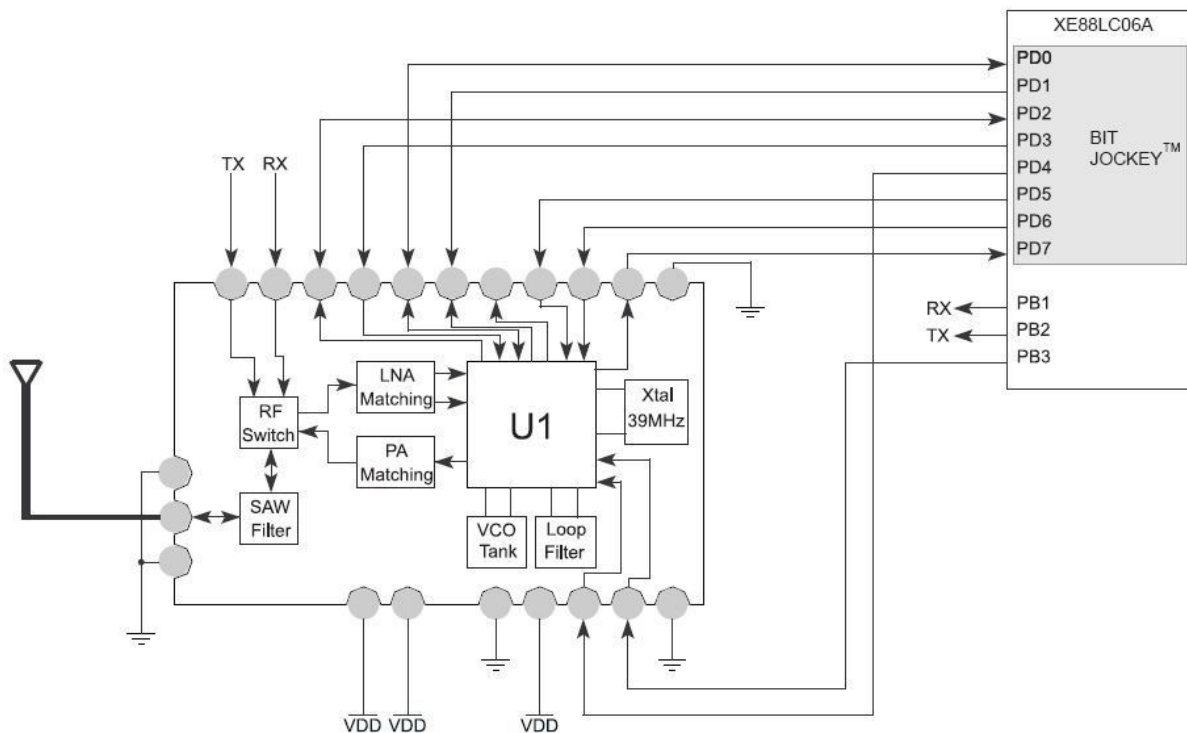 XE88LC06A
PD0
PD1
PD2
PD3
PD4
PD5
PD6
PD7
BIT
JOCKEY™
PB1
PB2
PB3
RX
TX
TX RX
LNA
Matching
RF
Switch
PA
Matching
SAW
Filter
U1
Xtal
39MHz
VCO
Tank
Loop
Filter
VDD VDD VDD